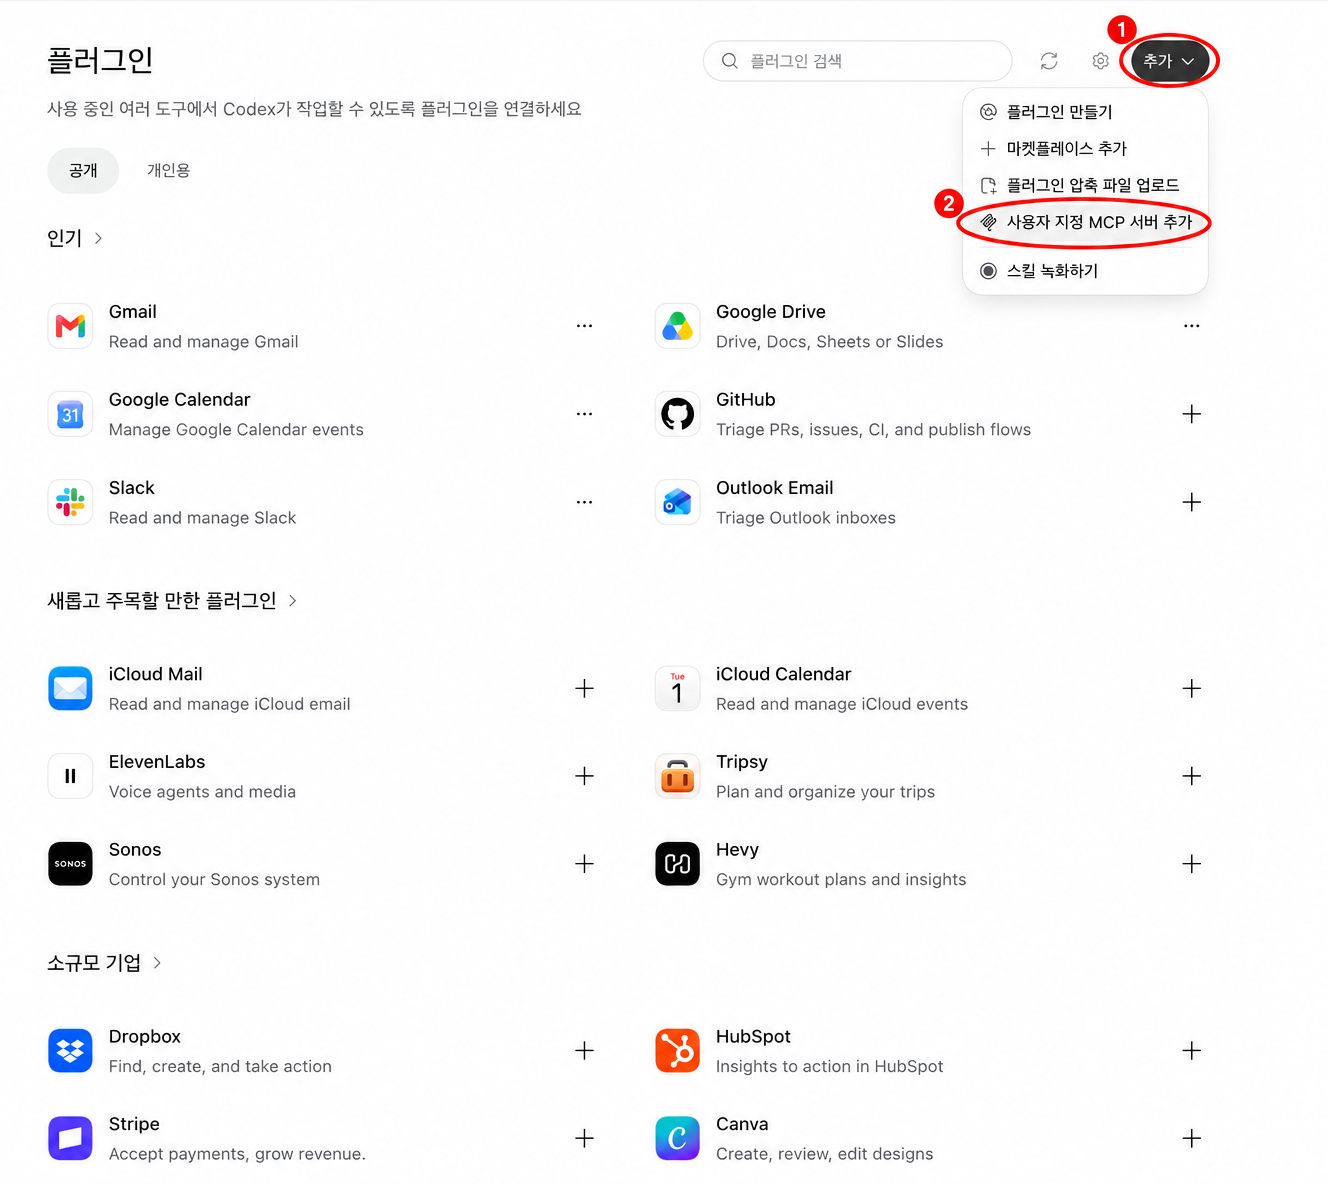 플러그인
플러그인 검색
1
추가
사용 중인 여러 도구에서 Codex가 작업할 수 있도록 플러그인을 연결하세요
플러그인 만들기
마켓플레이스 추가
플러그인 압축 파일 업로드
2
사용자 지정 MCP 서버 추가
스킬 녹화하기
공개
개인용
인기
Gmail
Read and manage Gmail
Google Drive
Drive, Docs, Sheets or Slides
31
Google Calendar
Manage Google Calendar events
GitHub
Triage PRs, issues, CI, and publish flows
Slack
Read and manage Slack
Outlook Email
Triage Outlook inboxes
새롭고 주목할 만한 플러그인
iCloud Mail
Read and manage iCloud email
Tue
1
iCloud Calendar
Read and manage iCloud events
ElevenLabs
Voice agents and media
Tripsy
Plan and organize your trips
SONOS
Sonos
Control your Sonos system
Hevy
Gym workout plans and insights
소규모 기업
Dropbox
Find, create, and take action
HubSpot
Insights to action in HubSpot
Stripe
Accept payments, grow revenue.
C
Canva
Create, review, edit designs